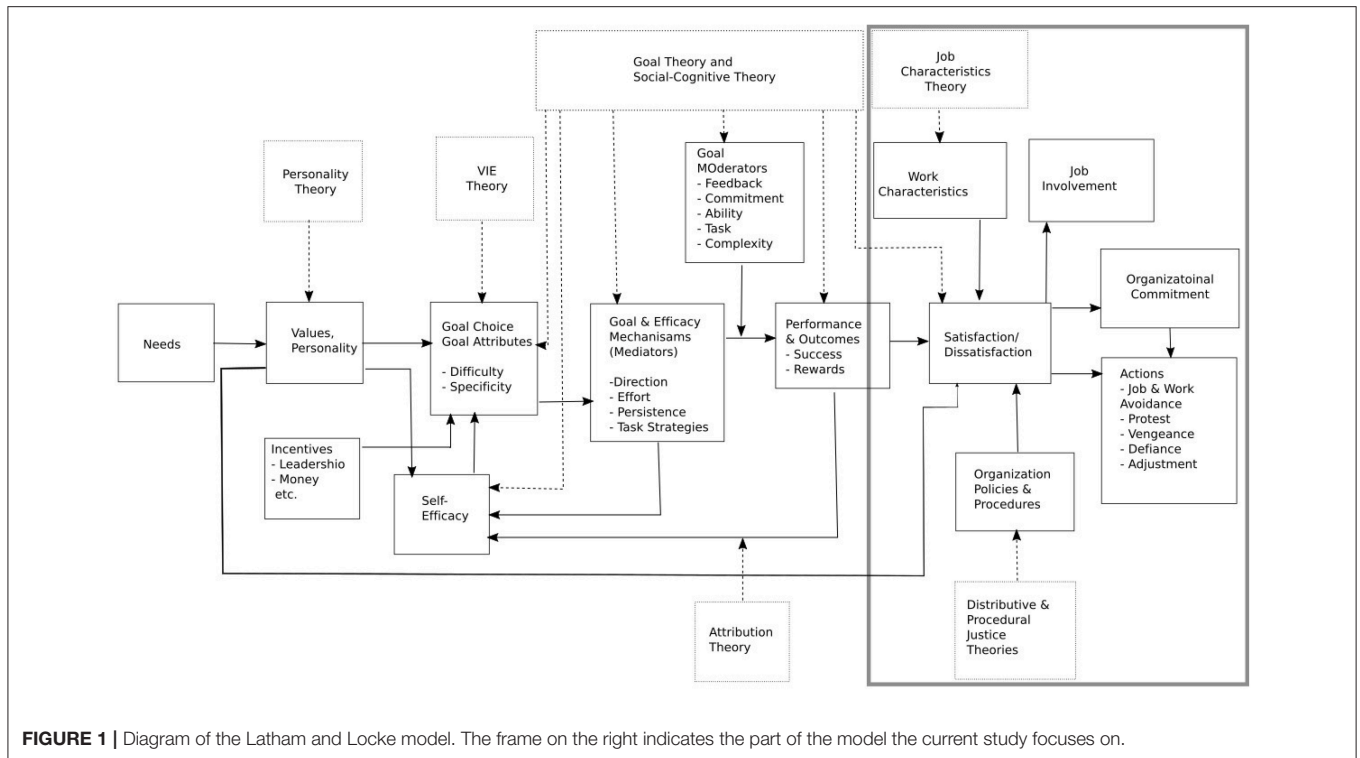 Goal Theory and
Social-Cognitive Theory
Job
Characteristics
Theory
Personality
Theory
VIE
Theory
Goal
MOderators
- Feedback
- Commitment
- Ability
- Task
- Complexity
Work
Characteristics
Job
Involvement
Needs
Values,
Personality
Goal Choice
Goal Attributes
- Difficulty
- Specificity
Goal & Efficacy
Mechanisams
(Mediators)
-Direction
- Effort
- Persistence
- Task Strategies
Performance
& Outcomes
- Success
- Rewards
Satisfaction/
Dissatisfaction
Organizatoinal
Commitment
Actions
- Job & Work
Avoidance
- Protest
- Vengeance
- Defiance
- Adjustment
Incentives
- Leadershio
- Money
etc.
Self-
Efficacy
Organization
Policies &
Procedures
Attribution
Theory
Distributive &
Procedural
Justice
Theories
FIGURE 1 | Diagram of the Latham and Locke model. The frame on the right indicates the part of the model the current study focuses on.